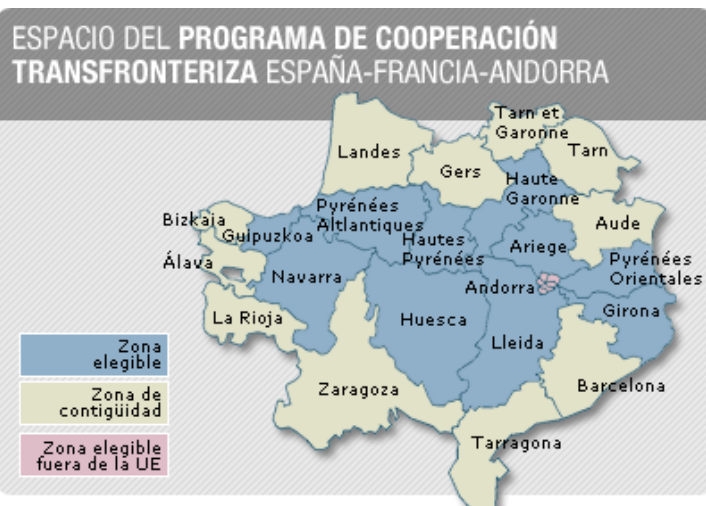 ESPACIO DEL PROGRAMA DE COOPERACIÓN
TRANSFRONTERIZA ESPAÑA-FRANCIA-ANDORRA
Tarn et
Garonne
Landes
Tarn
Gers
Haute
Garonne
Pyrénées
Altlantiques
Bizkaia
Guipuzkoa
Aude
Hautes
Pyrénées
Ariege
Álava
Navarra
Pyrénées
Orientales
Andorra
La Rioja
Huesca
Girona
Lleida
Zona
elegible
Zaragoza
Barcelona
Zona de
contigüidad
Tarragona
Zona elegible
fuera de la UE